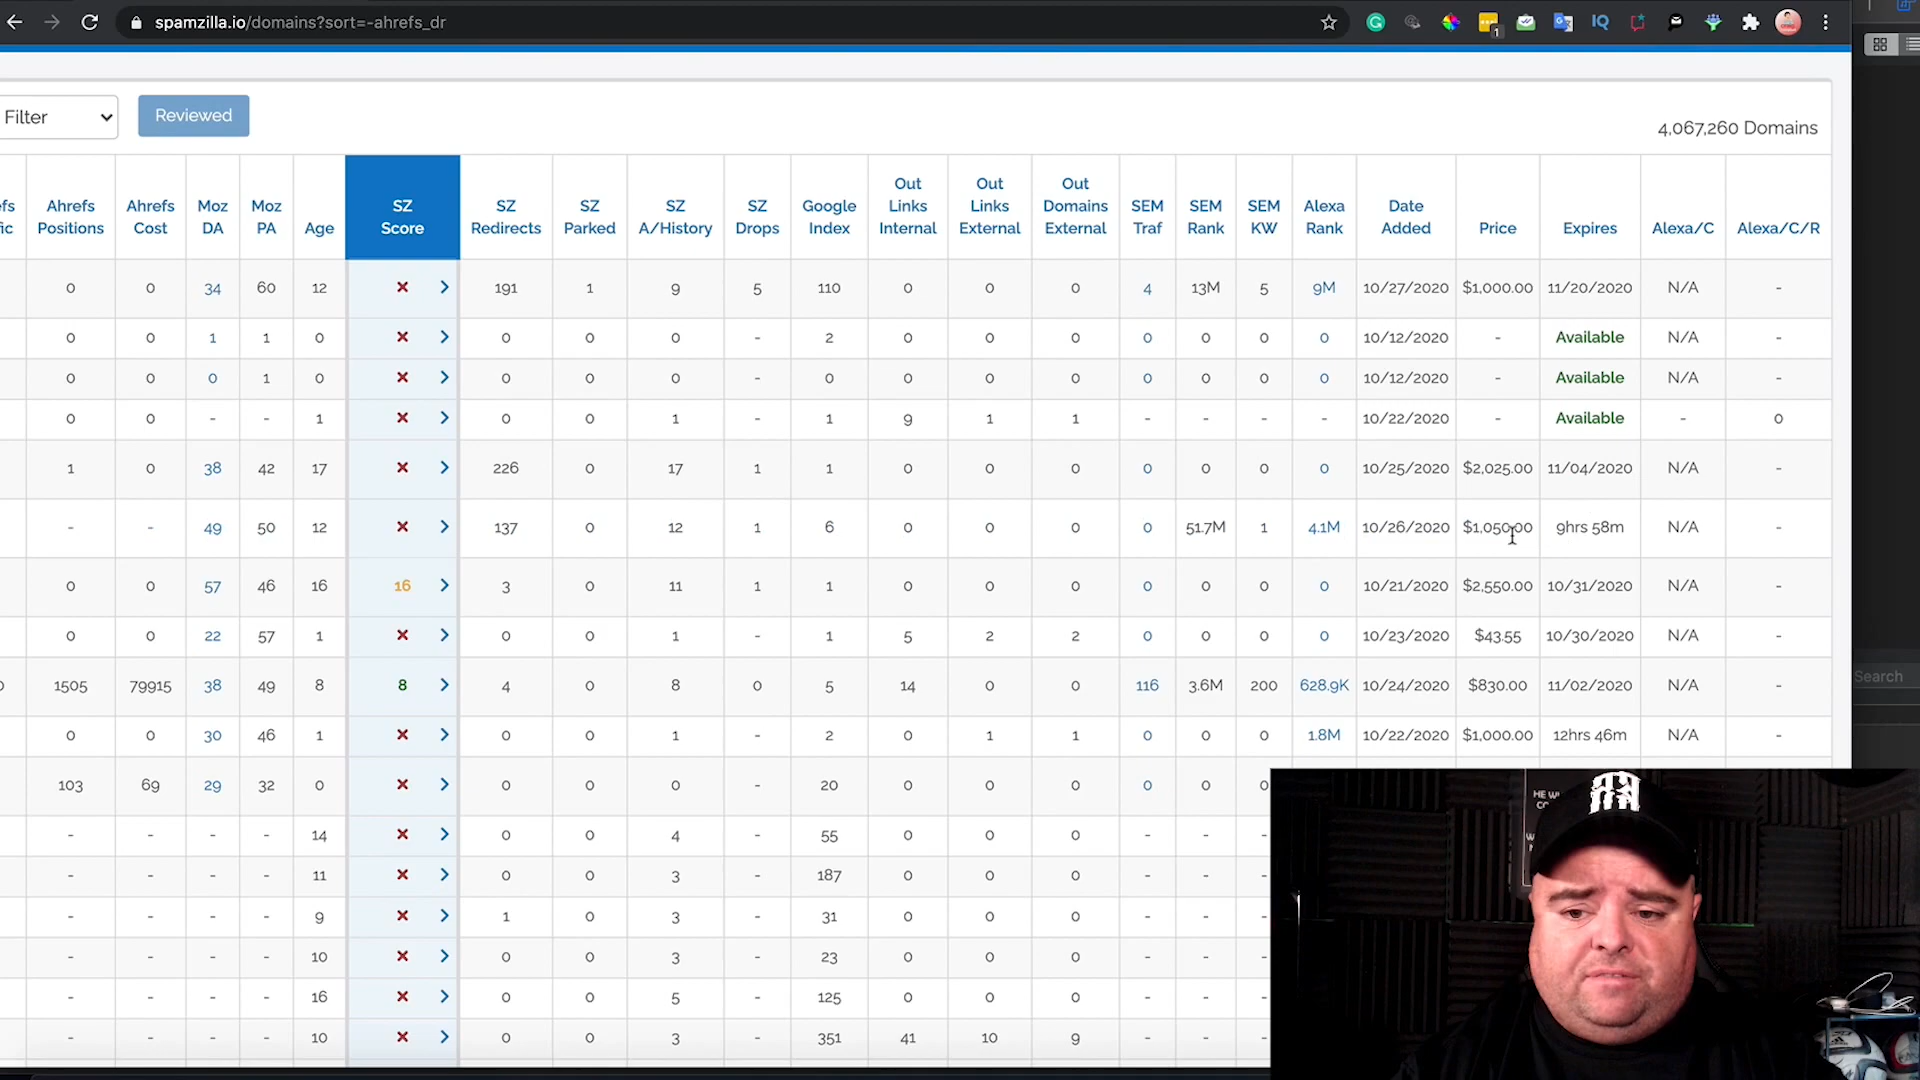 spamzilla.io/domains?sort=-ahrefs_dr
1
Filter Reviewed
4,067,260 Domains
Ahrefs Positions Ahrefs Cost Moz DA Moz PA Age SZ Score SZ Redirects SZ Parked SZ A/History SZ Drops Google Index Out Links Internal Out Links External Out Domains External SEM Traf SEM Rank SEM KW Alexa Rank Date Added Price Expires Alexa/C Alexa/C/R
0 0 34 60 12 × 191 1 9 5 110 0 0 0 4 13M 5 9M 10/27/2020 $1,000.00 11/20/2020 N/A -
0 0 1 1 0 × 0 0 0 - 2 0 0 0 0 0 0 0 10/12/2020 - Available N/A -
0 0 0 1 0 × 0 0 0 - 0 0 0 0 0 0 0 0 10/12/2020 - Available N/A -
0 0 - - 1 × 0 0 1 - 1 9 1 1 - - - - 10/22/2020 - Available - 0
1 0 38 42 17 × 226 0 17 1 1 0 0 0 0 0 0 0 10/25/2020 $2,025.00 11/04/2020 N/A -
- - 49 50 12 × 137 0 12 1 6 0 0 0 0 51.7M 1 4.1M 10/26/2020 $1,050.00 9hrs 58m N/A -
0 0 57 46 16 16 3 0 11 1 1 0 0 0 0 0 0 0 10/21/2020 $2,550.00 10/31/2020 N/A -
0 0 22 57 1 × 0 0 1 - 1 5 2 2 0 0 0 0 10/23/2020 $43.55 10/30/2020 N/A -
1505 79915 38 49 8 8 4 0 8 0 5 14 0 0 116 3.6M 200 628.9K 10/24/2020 $830.00 11/02/2020 N/A -
Search
0 0 30 46 1 × 0 0 1 - 2 0 1 1 0 0 0 1.8M 10/22/2020 $1,000.00 12hrs 46m N/A -
103 69 29 32 0 × 0 0 0 - 20 0 0 0 0 0 0
- - - - 14 × 0 0 4 - 55 0 0 0 - - -
- - - - 11 × 0 0 3 - 187 0 0 0 - - -
- - - - 9 × 1 0 3 - 31 0 0 0 - - -
- - - - 10 × 0 0 3 - 23 0 0 0 - - -
- - - - 16 × 0 0 5 - 125 0 0 0 - - -
- - - - 10 × 0 0 3 - 351 41 10 9 - - -